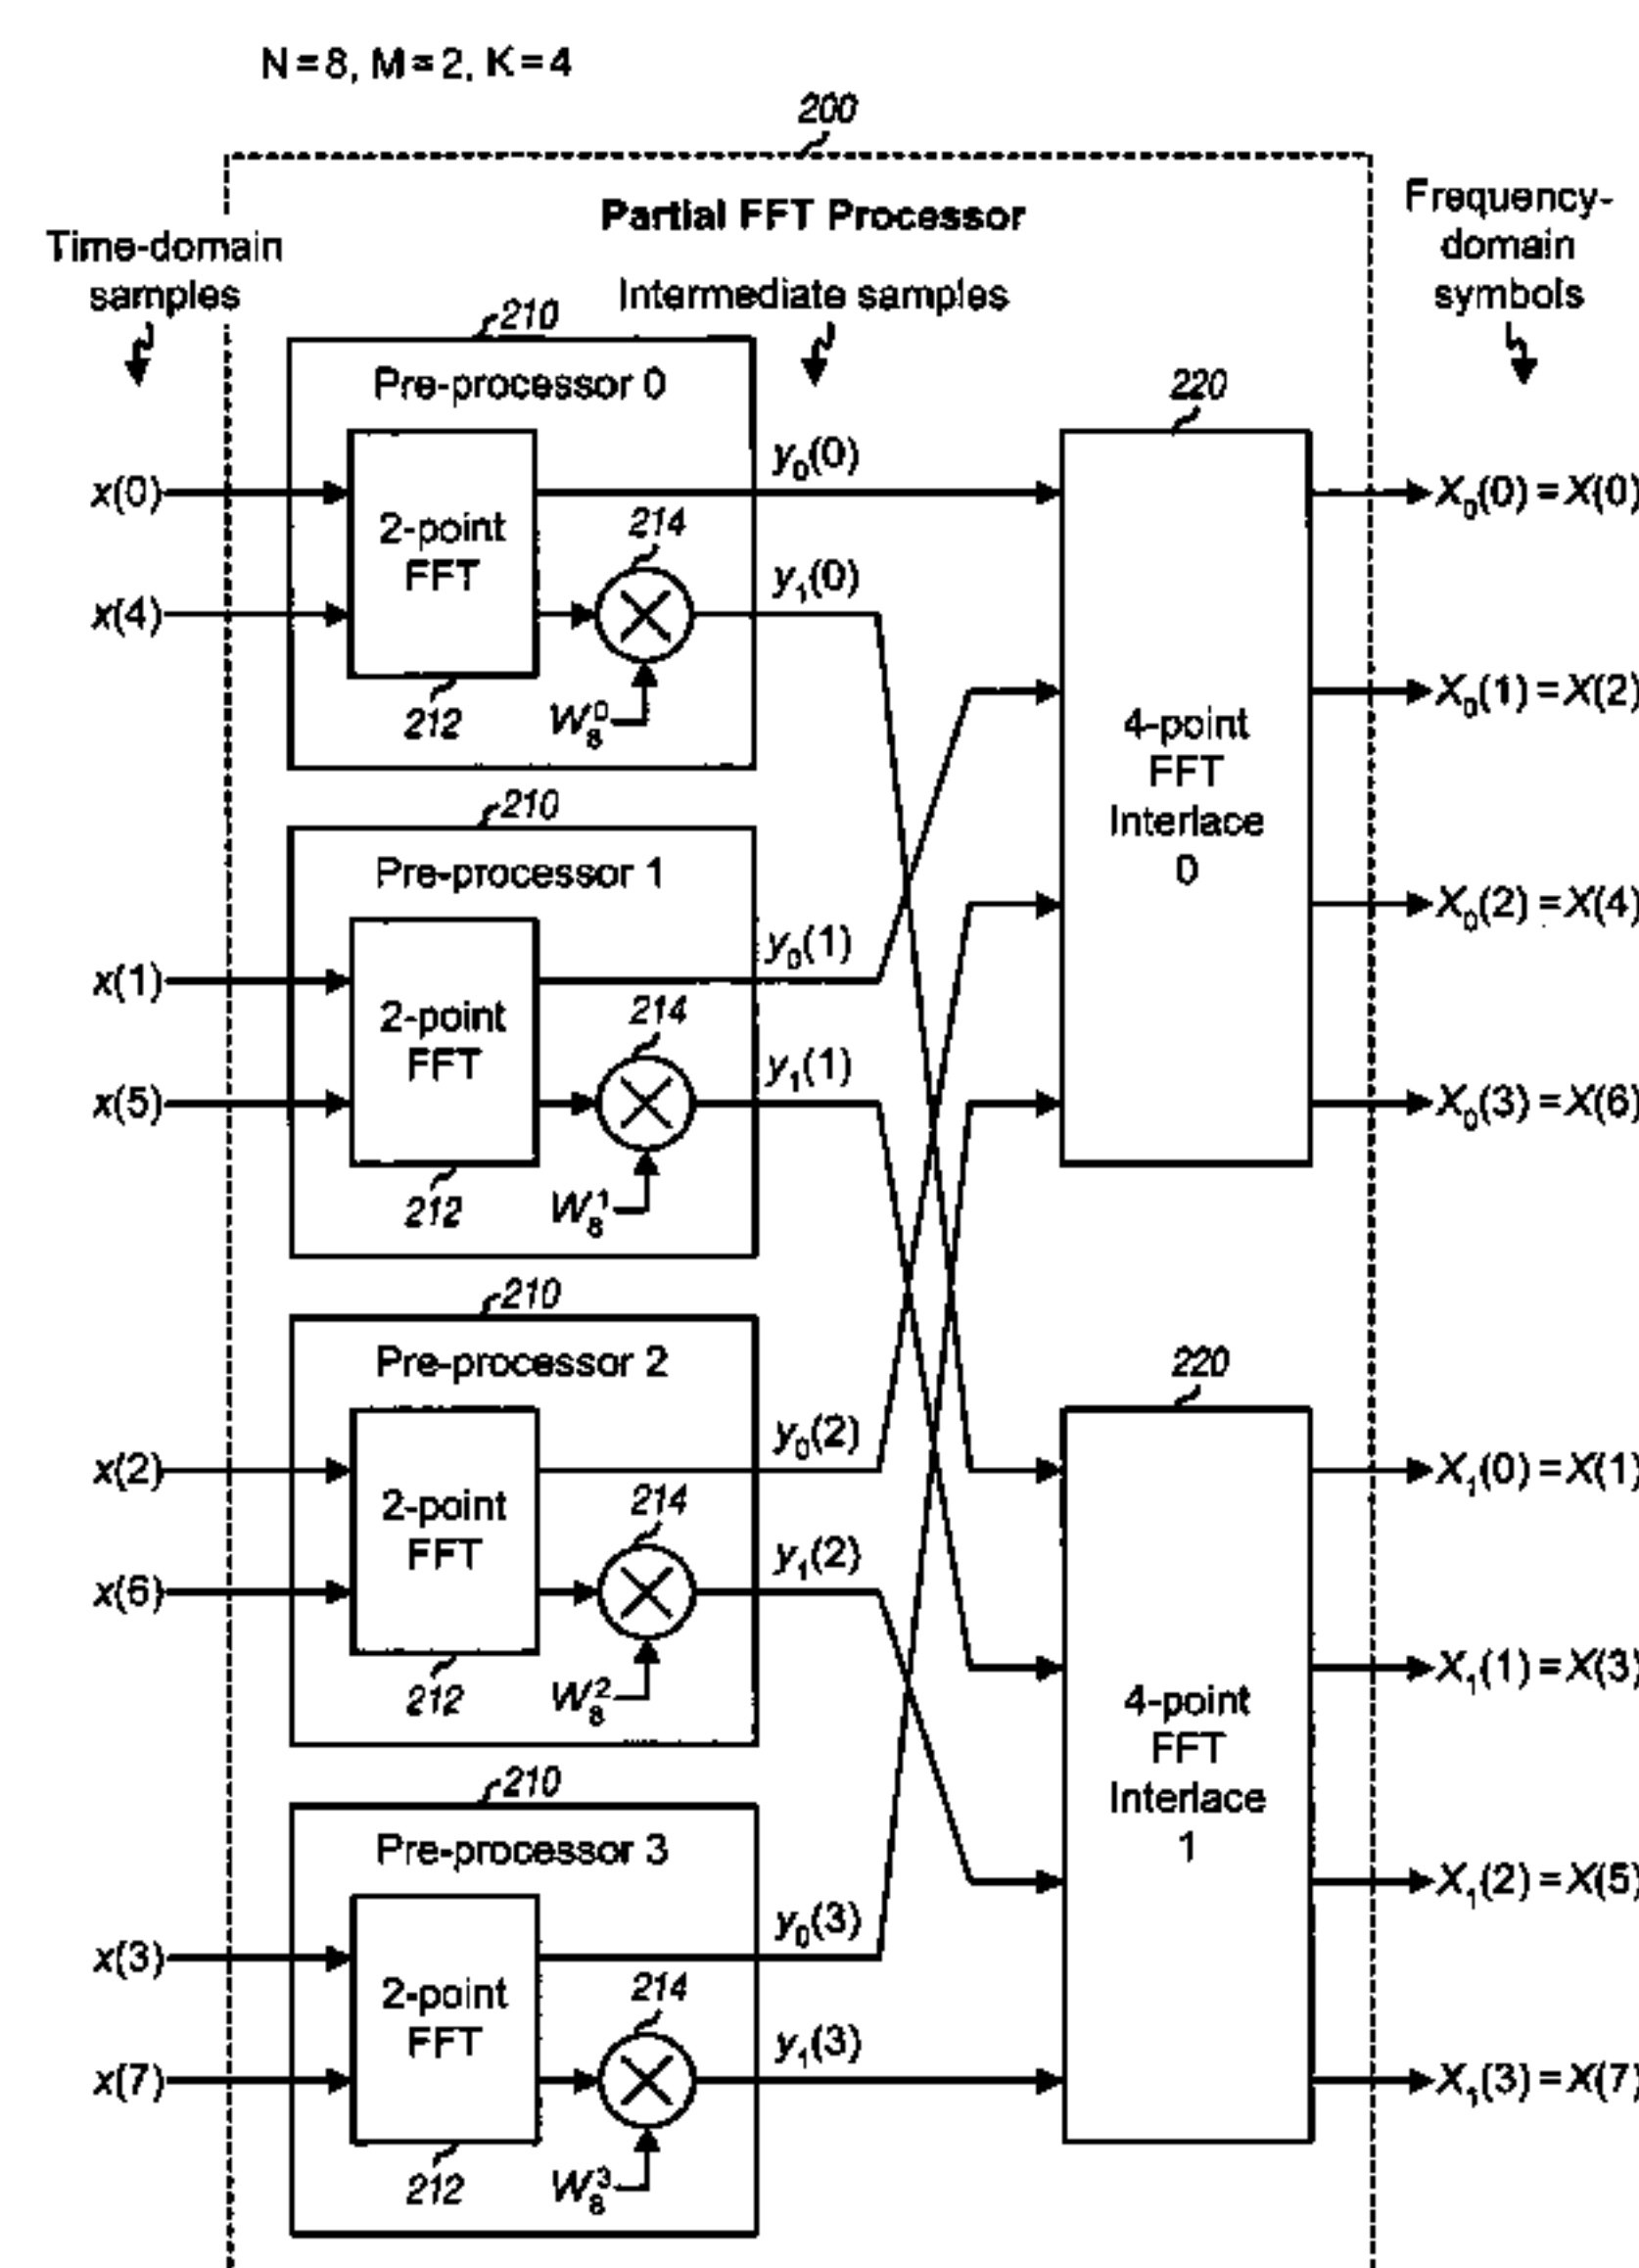 N=8, M=2, K=4
200
Partial FFT Processor
Time-domain
samples
Intermediate samples
Frequency-
domain
symbols
210
Pre-processor 0
x(0)
x(4)
2-point
FFT
212
214
W₈⁰
y₀(0)
y₁(0)
210
Pre-processor 1
x(1)
x(5)
2-point
FFT
212
214
W₈¹
y₀(1)
y₁(1)
210
Pre-processor 2
x(2)
x(6)
2-point
FFT
212
214
W₈²
y₀(2)
y₁(2)
210
Pre-processor 3
x(3)
x(7)
2-point
FFT
212
214
W₈³
y₀(3)
y₁(3)
220
4-point
FFT
Interlace
0
X₀(0) = X(0)
X₀(1) = X(2)
X₀(2) = X(4)
X₀(3) = X(6)
220
4-point
FFT
Interlace
1
X₁(0) = X(1)
X₁(1) = X(3)
X₁(2) = X(5)
X₁(3) = X(7)